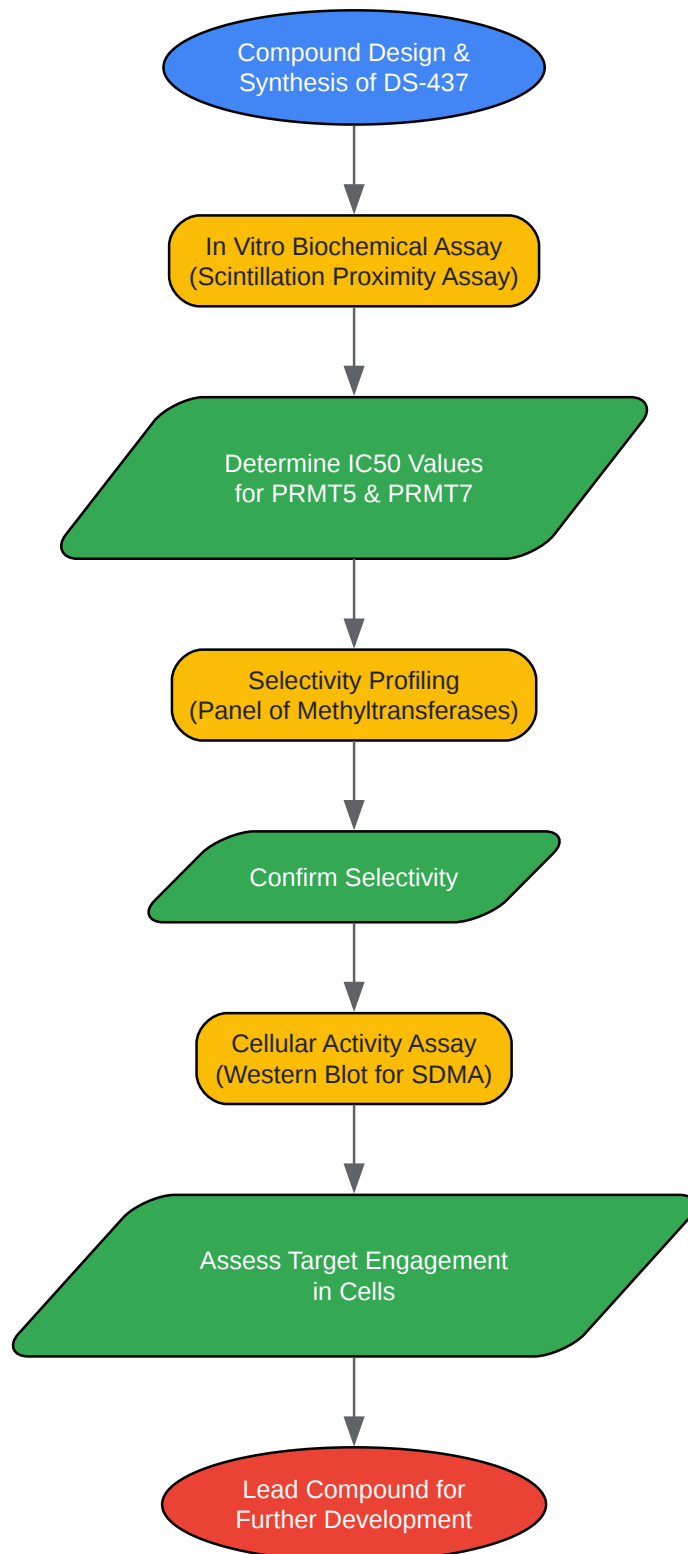 Compound Design &
Synthesis of DS-437
In Vitro Biochemical Assay
(Scintillation Proximity Assay)
Determine IC50 Values
for PRMT5 & PRMT7
Selectivity Profiling
(Panel of Methyltransferases)
Confirm Selectivity
Cellular Activity Assay
(Western Blot for SDMA)
Assess Target Engagement
in Cells
Lead Compound for
Further Development